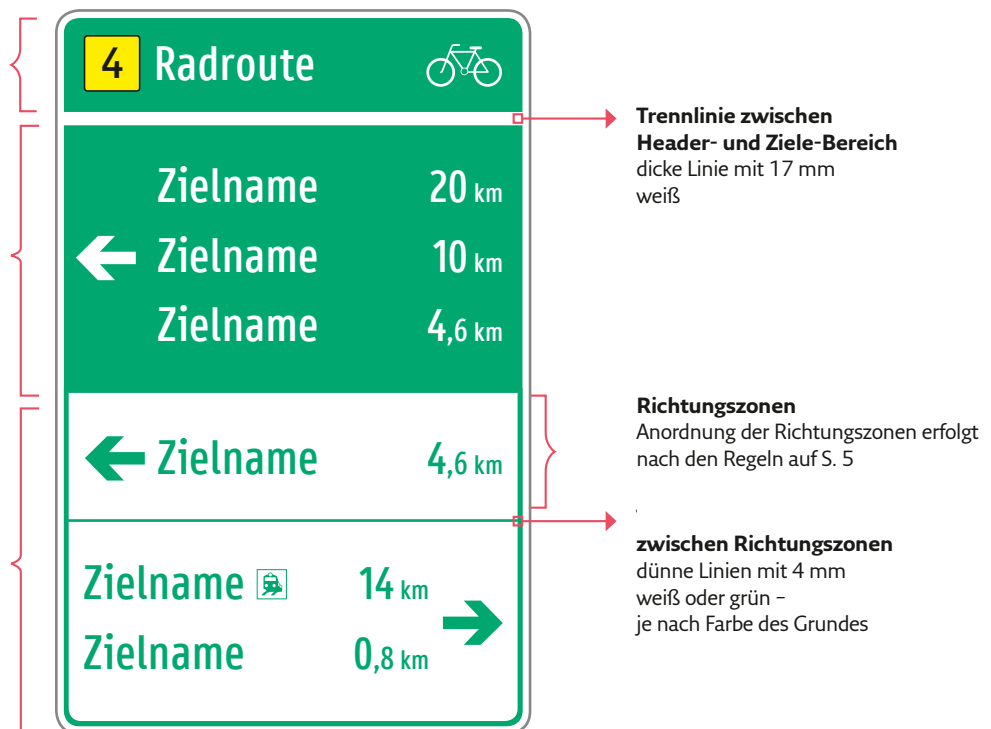 4 Radroute
Zielname 20 km
Zielname 10 km
Zielname 4,6 km
Zielname 4,6 km
Zielname 14 km
Zielname 0,8 km
Trennlinie zwischen
Header- und Ziele-Bereich
dicke Linie mit 17 mm
weiß
Richtungszonen
Anordnung der Richtungszonen erfolgt
nach den Regeln auf S. 5
zwischen Richtungszonen
dünne Linien mit 4 mm
weiß oder grün –
je nach Farbe des Grundes